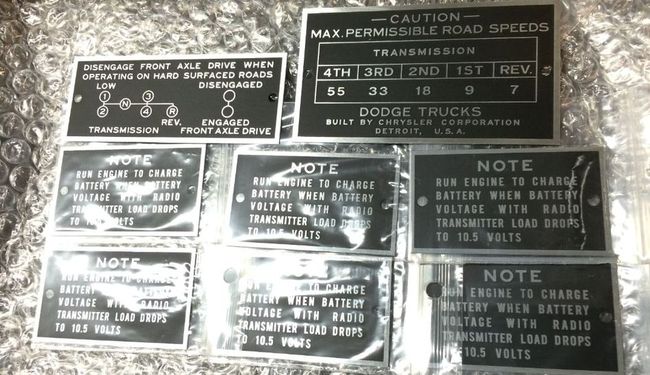 DISENGAGE FRONT AXLE DRIVE WHEN
OPERATING ON HARD SURFACED ROADS
LOW DISENGAGED
1 3
N
2 4 R
REV. ENGAGED
TRANSMISSION FRONT AXLE DRIVE
CAUTION
MAX. PERMISSIBLE ROAD SPEEDS
TRANSMISSION
4TH 3RD 2ND 1ST REV.
55 33 18 9 7
DODGE TRUCKS
BUILT BY CHRYSLER CORPORATION
DETROIT, U.S.A.
NOTE
RUN ENGINE TO CHARGE
BATTERY WHEN BATTERY
VOLTAGE WITH RADIO
TRANSMITTER LOAD DROPS
TO 10.5 VOLTS
NOTE
RUN ENGINE TO CHARGE
BATTERY WHEN BATTERY
VOLTAGE WITH RADIO
TRANSMITTER LOAD DROPS
TO 10.5 VOLTS
NOTE
RUN ENGINE TO CHARGE
BATTERY WHEN BATTERY
VOLTAGE WITH RADIO
TRANSMITTER LOAD DROPS
TO 10.5 VOLTS
NOTE
RUN ENGINE TO CHARGE
BATTERY WHEN BATTERY
VOLTAGE WITH RADIO
TRANSMITTER LOAD DROPS
TO 10.5 VOLTS
NOTE
RUN ENGINE TO CHARGE
BATTERY WHEN BATTERY
VOLTAGE WITH RADIO
TRANSMITTER LOAD DROPS
TO 10.5 VOLTS
NOTE
RUN ENGINE TO CHARGE
BATTERY WHEN BATTERY
VOLTAGE WITH RADIO
TRANSMITTER LOAD DROPS
TO 10.5 VOLTS